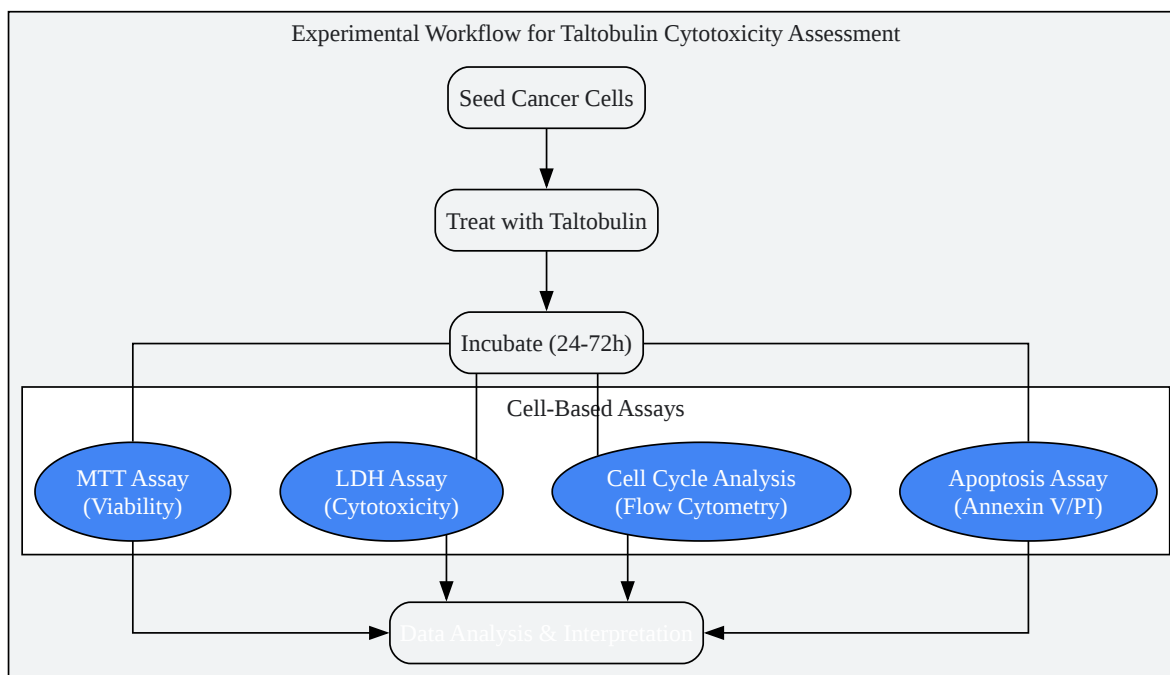 Experimental Workflow for Taltobulin Cytotoxicity Assessment
Seed Cancer Cells
Treat with Taltobulin
Incubate (24-72h)
Cell-Based Assays
MTT Assay
(Viability)
LDH Assay
(Cytotoxicity)
Cell Cycle Analysis
(Flow Cytometry)
Apoptosis Assay
(Annexin V/PI)
Data Analysis & Interpretation